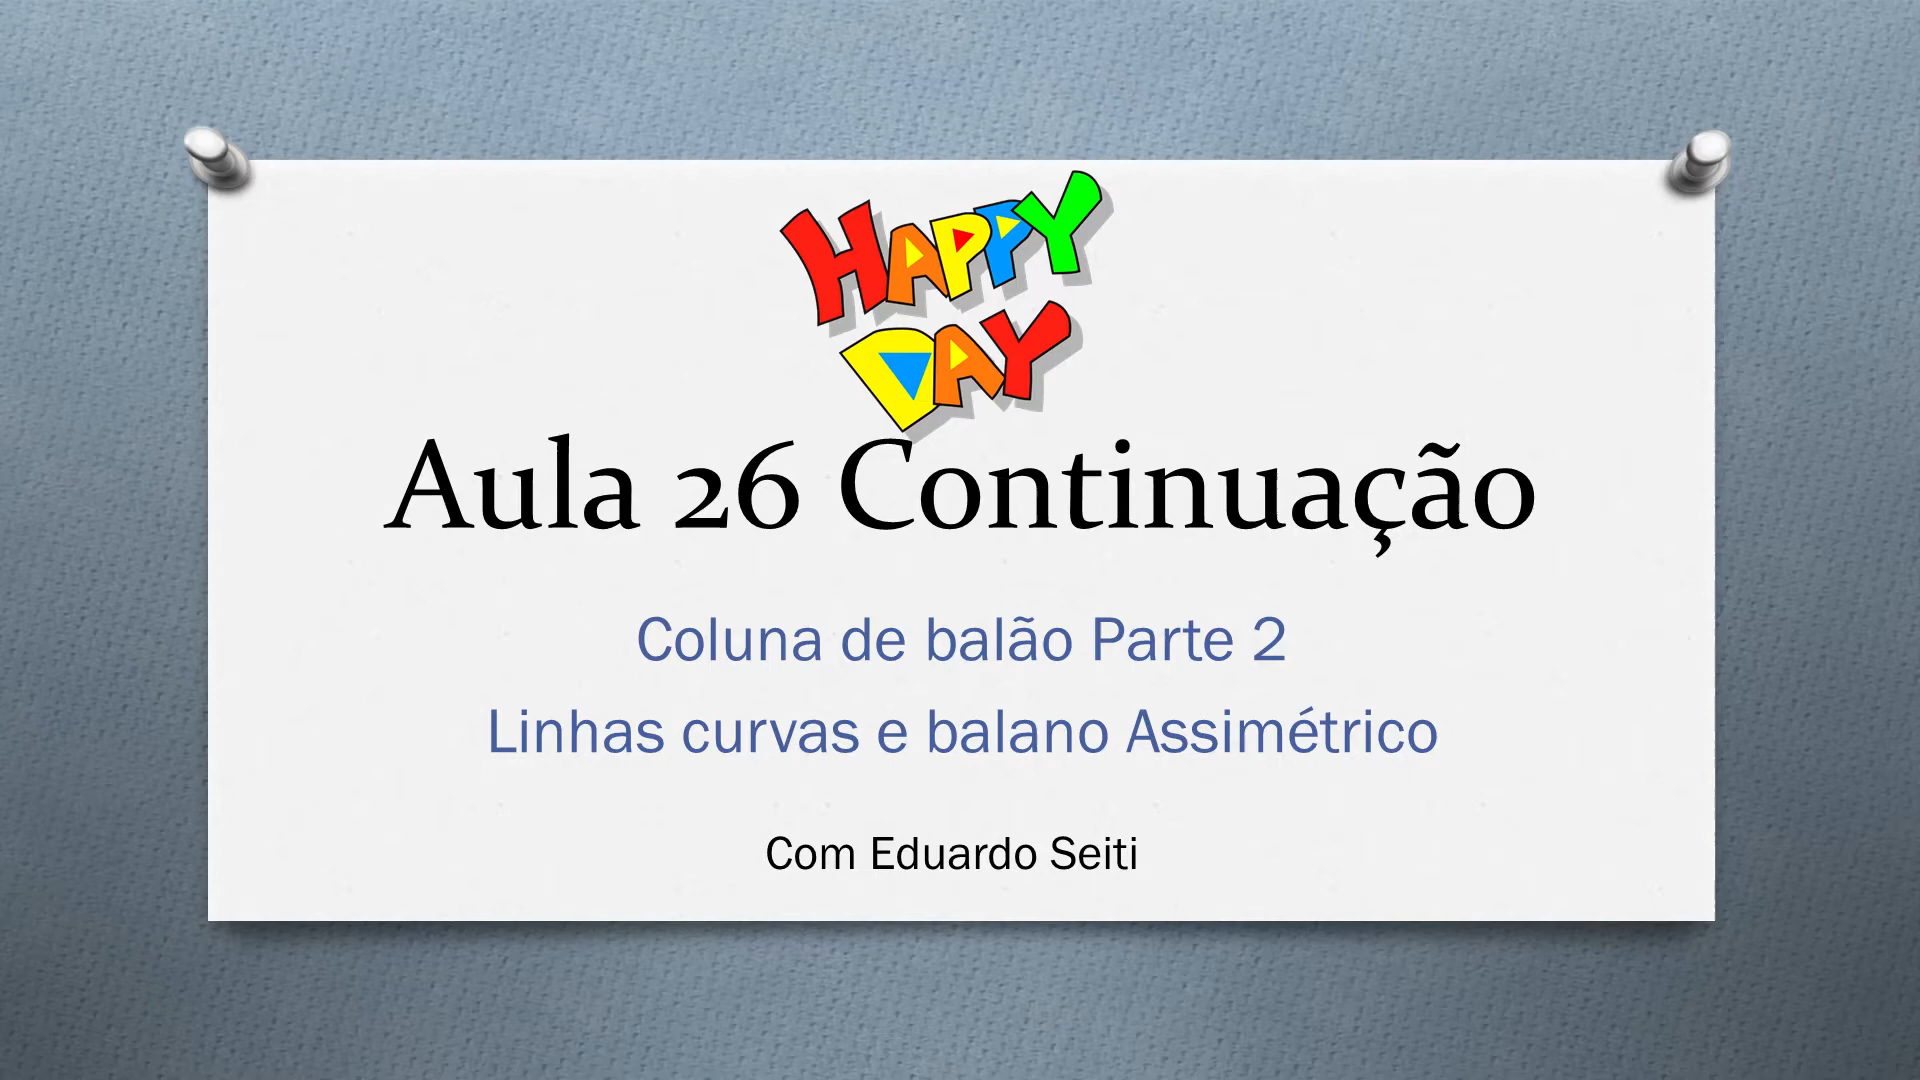 HAPPY
DAY
Aula 26 Continuação
Coluna de balão Parte 2
Linhas curvas e balano Assimétrico
Com Eduardo Seiti